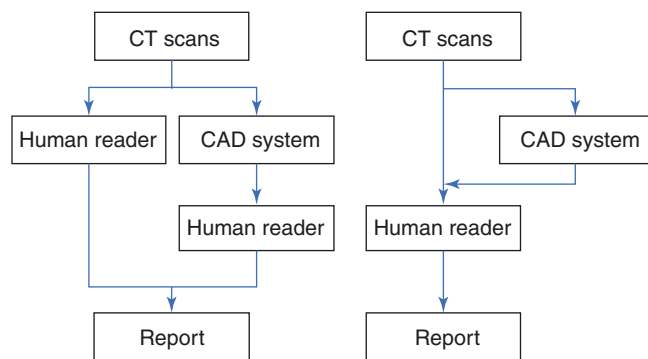 CT scans
Human reader
CAD system
Human reader
Report
CT scans
CAD system
Human reader
Report